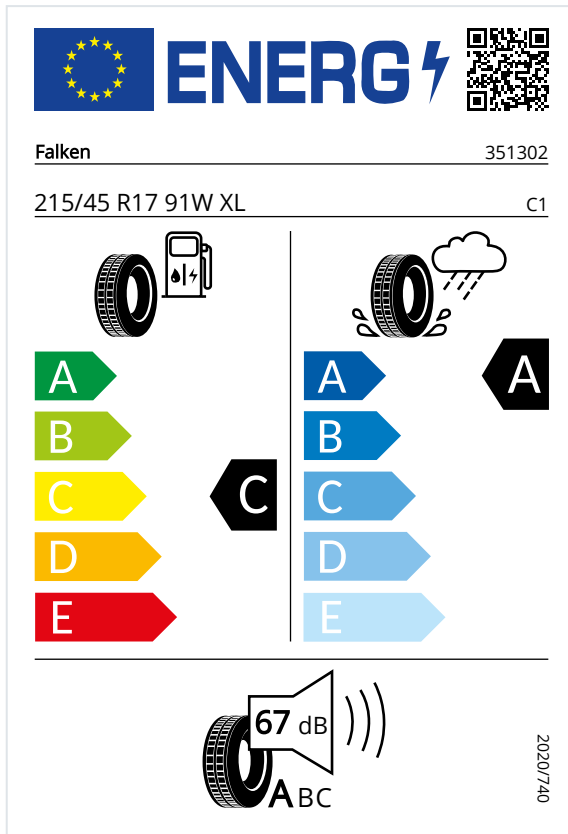 ENERG
Falken 351302
215/45 R17 91W XL C1
A A
B B
C C C
D D
E E
A
67 dB
ABC
2020/740